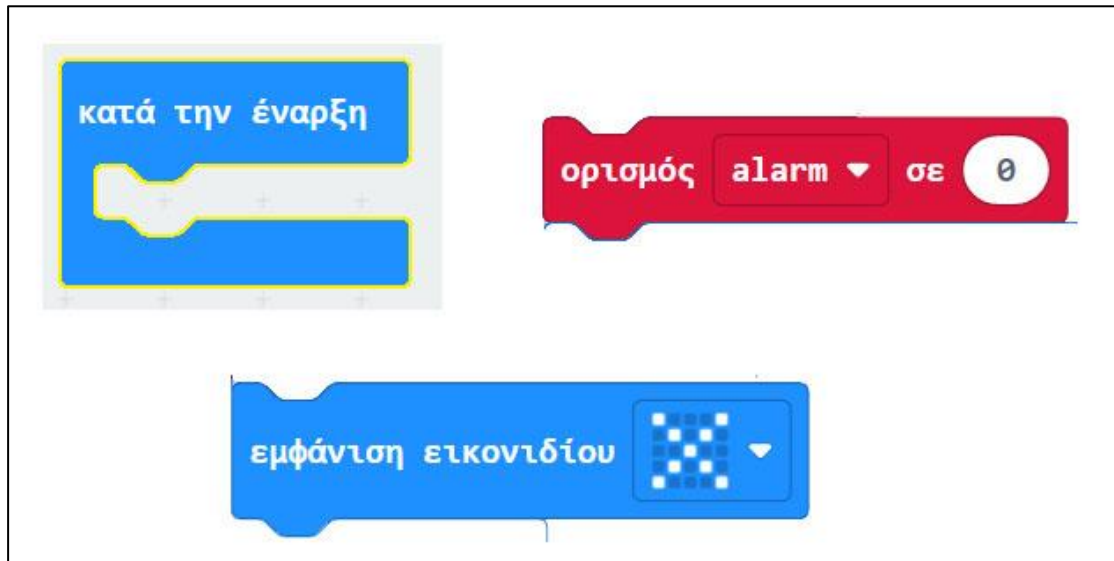 κατά την έναρξη
ορισμός alarm σε 0
εμφάνιση εικονιδίου